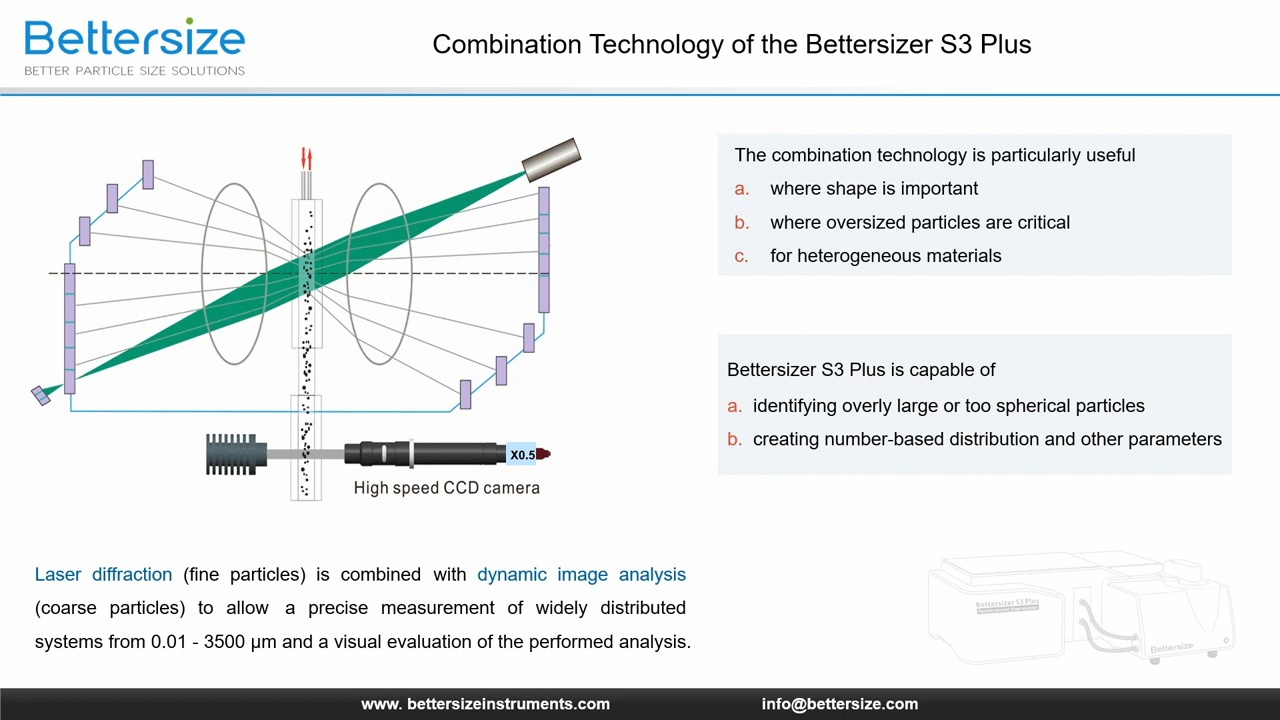 Bettersize
BETTER PARTICLE SIZE SOLUTIONS
Combination Technology of the Bettersizer S3 Plus
The combination technology is particularly useful
a. where shape is important
b. where oversized particles are critical
c. for heterogeneous materials
Bettersizer S3 Plus is capable of
a. identifying overly large or too spherical particles
b. creating number-based distribution and other parameters
X0.5
High speed CCD camera
Laser diffraction (fine particles) is combined with dynamic image analysis
(coarse particles) to allow a precise measurement of widely distributed
systems from 0.01 - 3500 μm and a visual evaluation of the performed analysis.
Bettersizer S3 Plus
Bettersize
www. bettersizeinstruments.com
info@bettersize.com